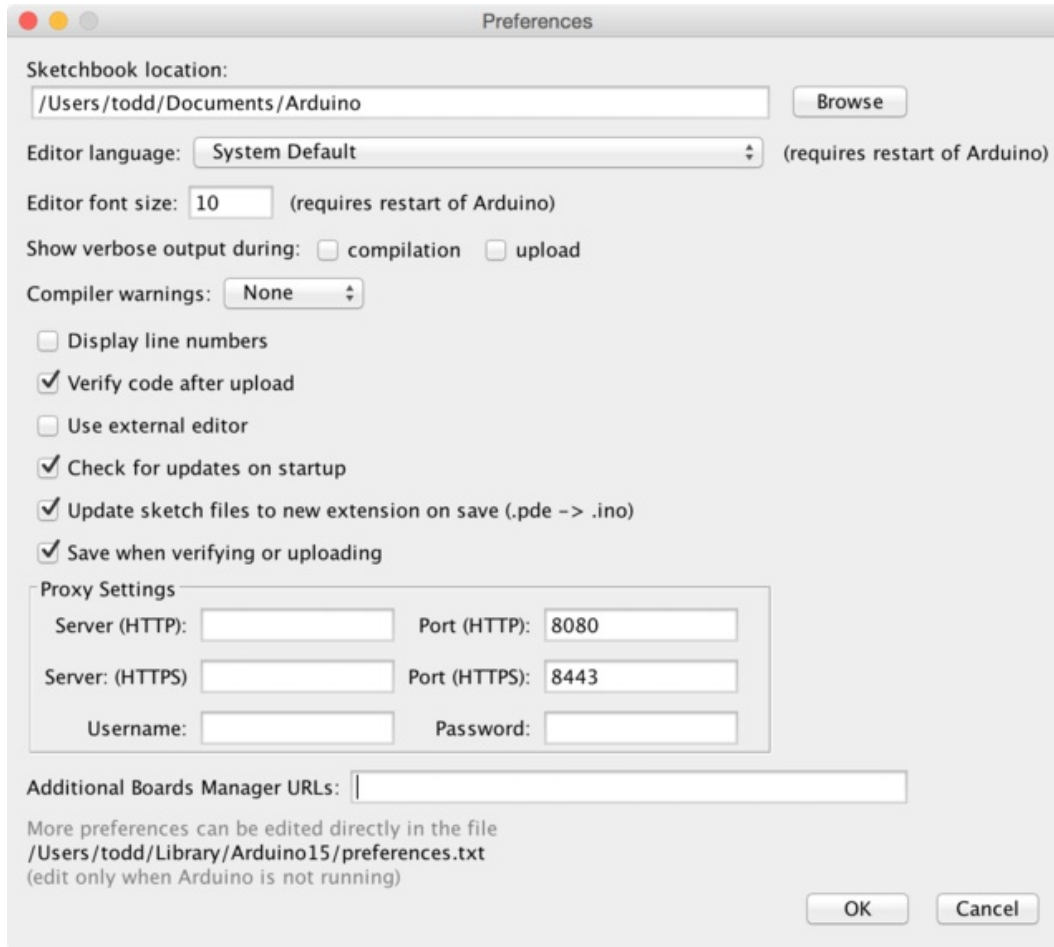 Preferences
Sketchbook location:
/Users/todd/Documents/Arduino Browse
Editor language: System Default (requires restart of Arduino)
Editor font size: 10 (requires restart of Arduino)
Show verbose output during: compilation upload
Compiler warnings: None
Display line numbers
Verify code after upload
Use external editor
Check for updates on startup
Update sketch files to new extension on save (.pde -> .ino)
Save when verifying or uploading
Proxy Settings
Server (HTTP): Port (HTTP): 8080
Server: (HTTPS) Port (HTTPS): 8443
Username: Password:
Additional Boards Manager URLs:
More preferences can be edited directly in the file
/Users/todd/Library/Arduino15/preferences.txt
(edit only when Arduino is not running)
OK Cancel